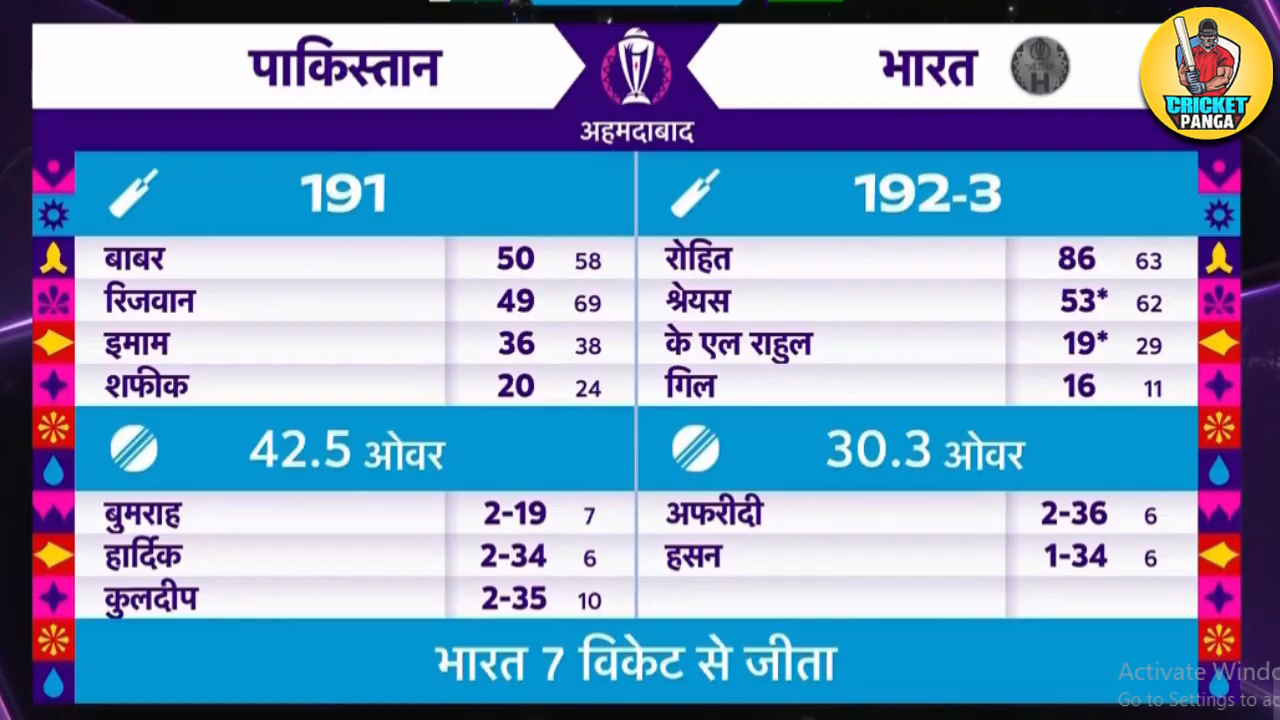 पाकिस्तान भारत H
CRICKET
PANGA
अहमदाबाद
191 192-3
बाबर 50 58 रोहित 86 63
रिजवान 49 69 श्रेयस 53* 62
इमाम 36 38 के एल राहुल 19* 29
शफीक 20 24 गिल 16 11
42.5 ओवर 30.3 ओवर
बुमराह 2-19 7 अफरीदी 2-36 6
हार्दिक 2-34 6 हसन 1-34 6
कुलदीप 2-35 10
भारत 7 विकेट से जीता
Activate Windo
Go to Settings to ac